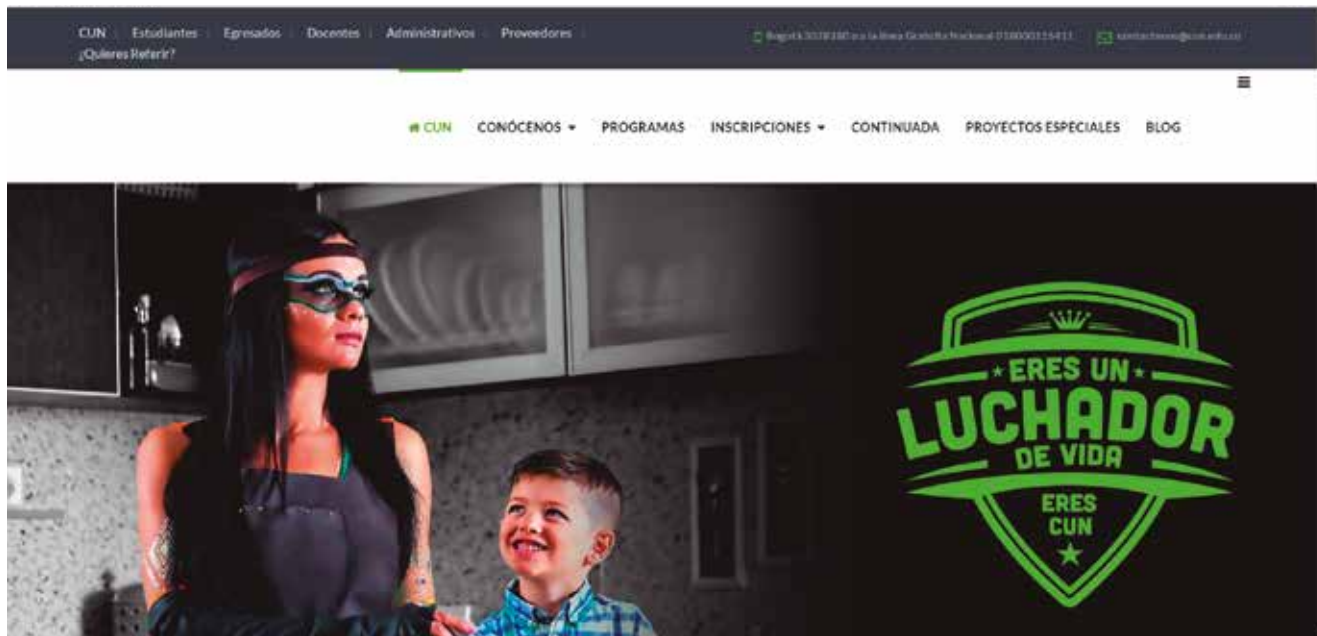 CUN Estudiantes Egresados Docentes Administrativos Proveedores
¿Quieres Referir?
CUN CONÓCENOS PROGRAMAS INSCRIPCIONES CONTINUADA PROYECTOS ESPECIALES BLOG
ERES UN
LUCHADOR
DE VIDA
ERES
CUN